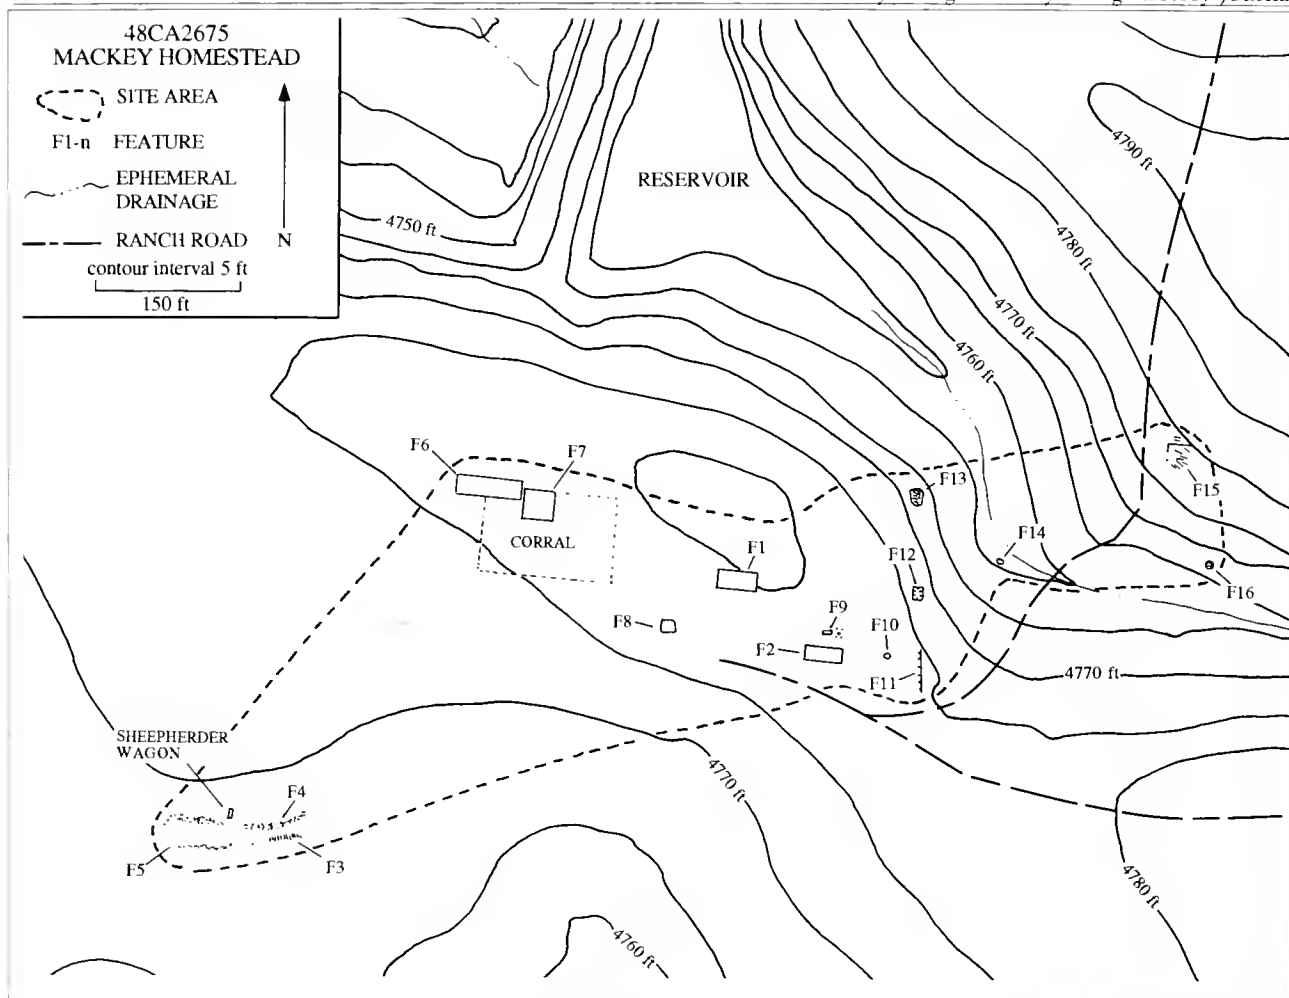 48CA2675
MACKEY HOMESTEAD
SITE AREA
F1-n FEATURE
EPHEMERAL
DRAINAGE
RANCH ROAD
N
contour interval 5 ft
150 ft
4750 ft
RESERVOIR
4790 ft
4780 ft
4770 ft
4760 ft
F6
F7
F13
F15
CORRAL
F1
F14
F12
F16
F8
F9
F2
F10
F11
4770 ft
SHEEPHERDER
WAGON
F4
4770 ft
F5
F3
4780 ft
4760 ft